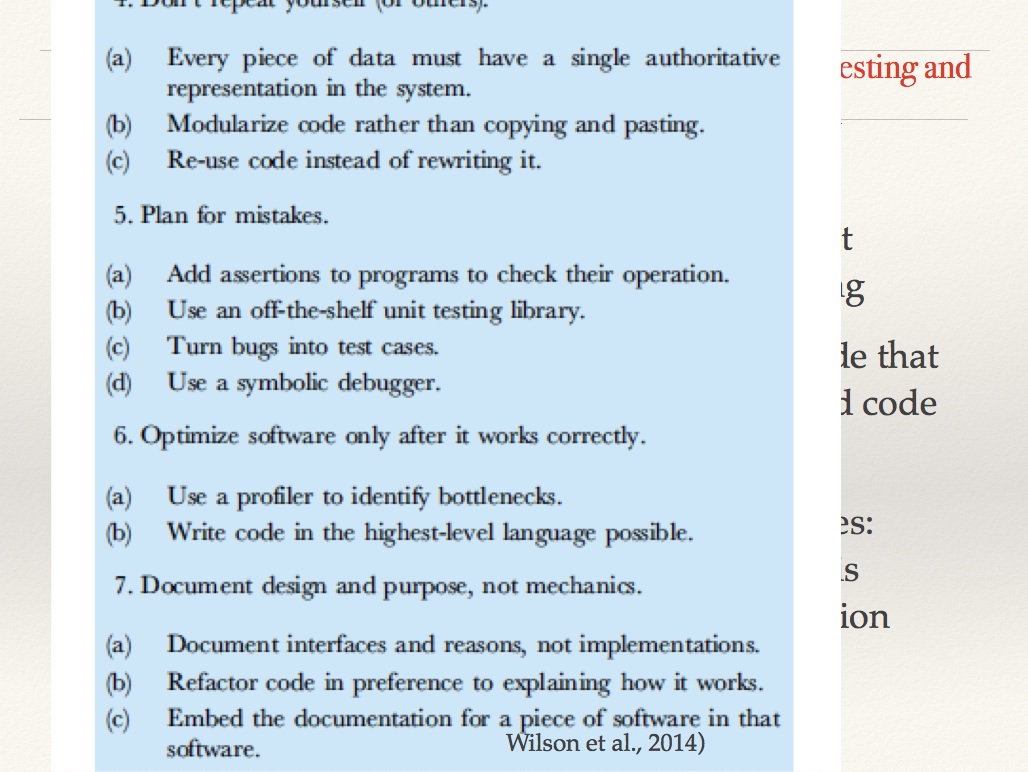 4. Don't repeat yourself (or others).
(a) Every piece of data must have a single authoritative
representation in the system.
(b) Modularize code rather than copying and pasting.
(c) Re-use code instead of rewriting it.
5. Plan for mistakes.
(a) Add assertions to programs to check their operation.
(b) Use an off-the-shelf unit testing library.
(c) Turn bugs into test cases.
(d) Use a symbolic debugger.
6. Optimize software only after it works correctly.
(a) Use a profiler to identify bottlenecks.
(b) Write code in the highest-level language possible.
7. Document design and purpose, not mechanics.
(a) Document interfaces and reasons, not implementations.
(b) Refactor code in preference to explaining how it works.
(c) Embed the documentation for a piece of software in that
software.
Wilson et al., 2014)
esting and
t
that
code
es:
ion